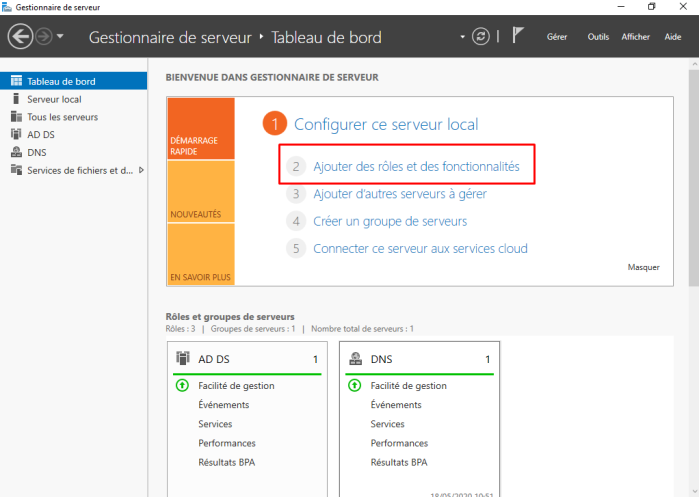 Gestionnaire de serveur
Gestionnaire de serveur • Tableau de bord
Gérer Outils Afficher Aide
Tableau de bord
Serveur local
Tous les serveurs
AD DS
DNS
Services de fichiers et d...
BIENVENUE DANS GESTIONNAIRE DE SERVEUR
DÉMARRAGE
RAPIDE
NOUVEAUTÉS
EN SAVOIR PLUS
1 Configurer ce serveur local
2 Ajouter des rôles et des fonctionnalités
3 Ajouter d'autres serveurs à gérer
4 Créer un groupe de serveurs
5 Connecter ce serveur aux services cloud
Masquer
Rôles et groupes de serveurs
Rôles : 3 | Groupes de serveurs : 1 | Nombre total de serveurs : 1
AD DS 1
Facilité de gestion
Événements
Services
Performances
Résultats BPA
DNS 1
Facilité de gestion
Événements
Services
Performances
Résultats BPA
18/05/2020 10:51